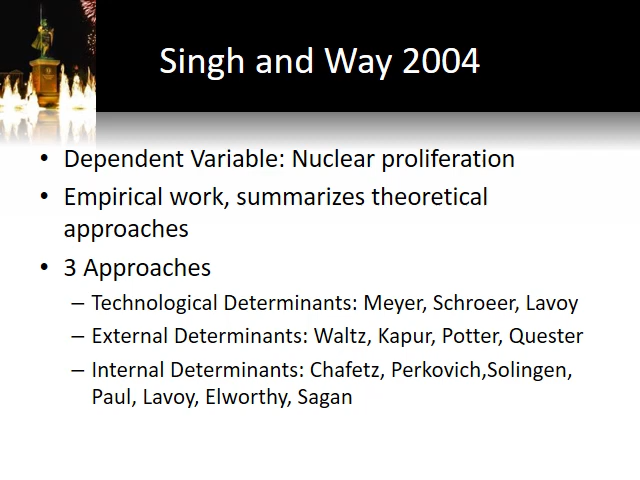 Singh and Way 2004
• Dependent Variable: Nuclear proliferation
• Empirical work, summarizes theoretical
approaches
• 3 Approaches
– Technological Determinants: Meyer, Schroeer, Lavoy
– External Determinants: Waltz, Kapur, Potter, Quester
– Internal Determinants: Chafetz, Perkovich,Solingen,
Paul, Lavoy, Elworthy, Sagan